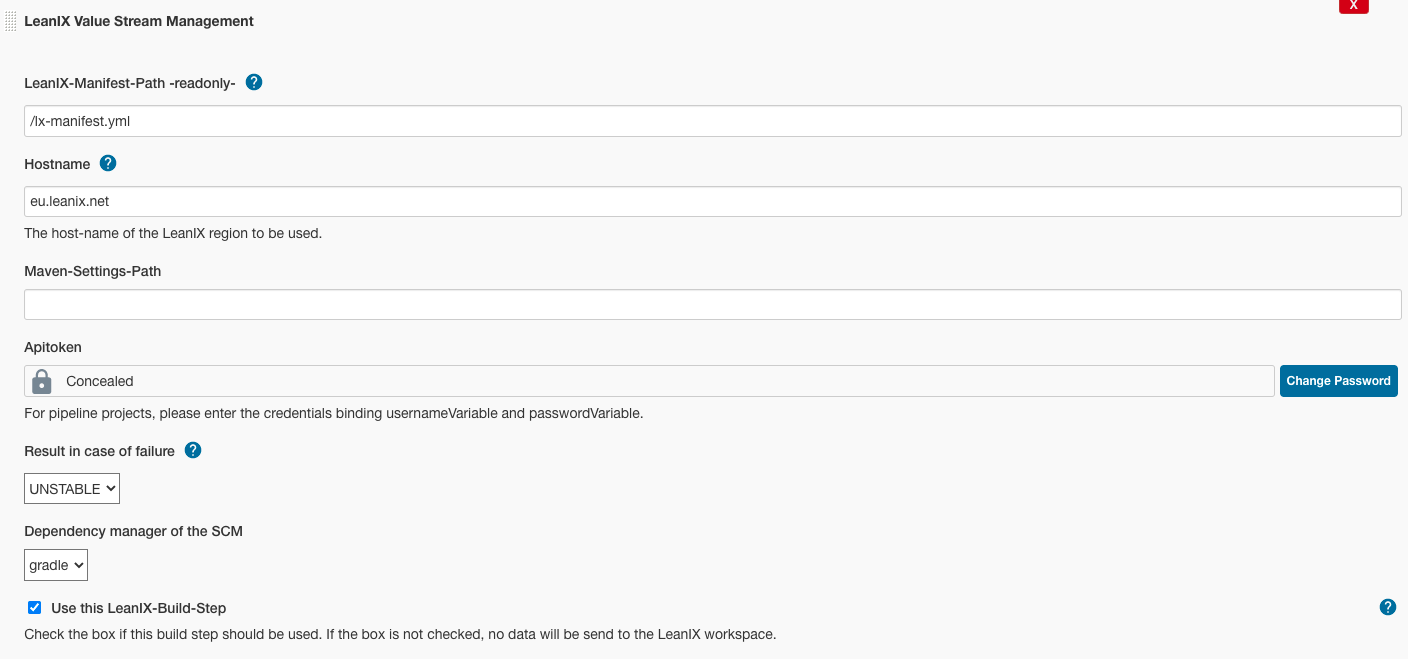 X
LeanIX Value Stream Management
LeanIX-Manifest-Path -readonly- ?
/lx-manifest.yml
Hostname ?
eu.leanix.net
The host-name of the LeanIX region to be used.
Maven-Settings-Path
Apitoken
Concealed Change Password
For pipeline projects, please enter the credentials binding usernameVariable and passwordVariable.
Result in case of failure ?
UNSTABLE
Dependency manager of the SCM
gradle
Use this LeanIX-Build-Step ?
Check the box if this build step should be used. If the box is not checked, no data will be send to the LeanIX workspace.